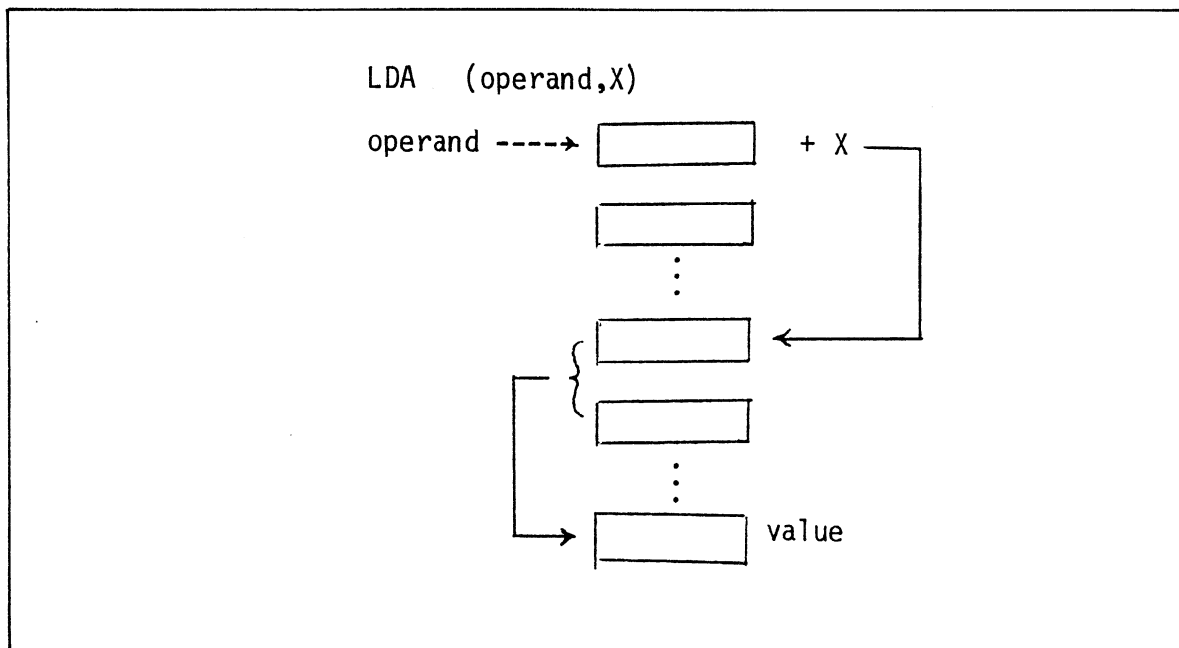 LDA (operand,X)
operand ----→ + X
value